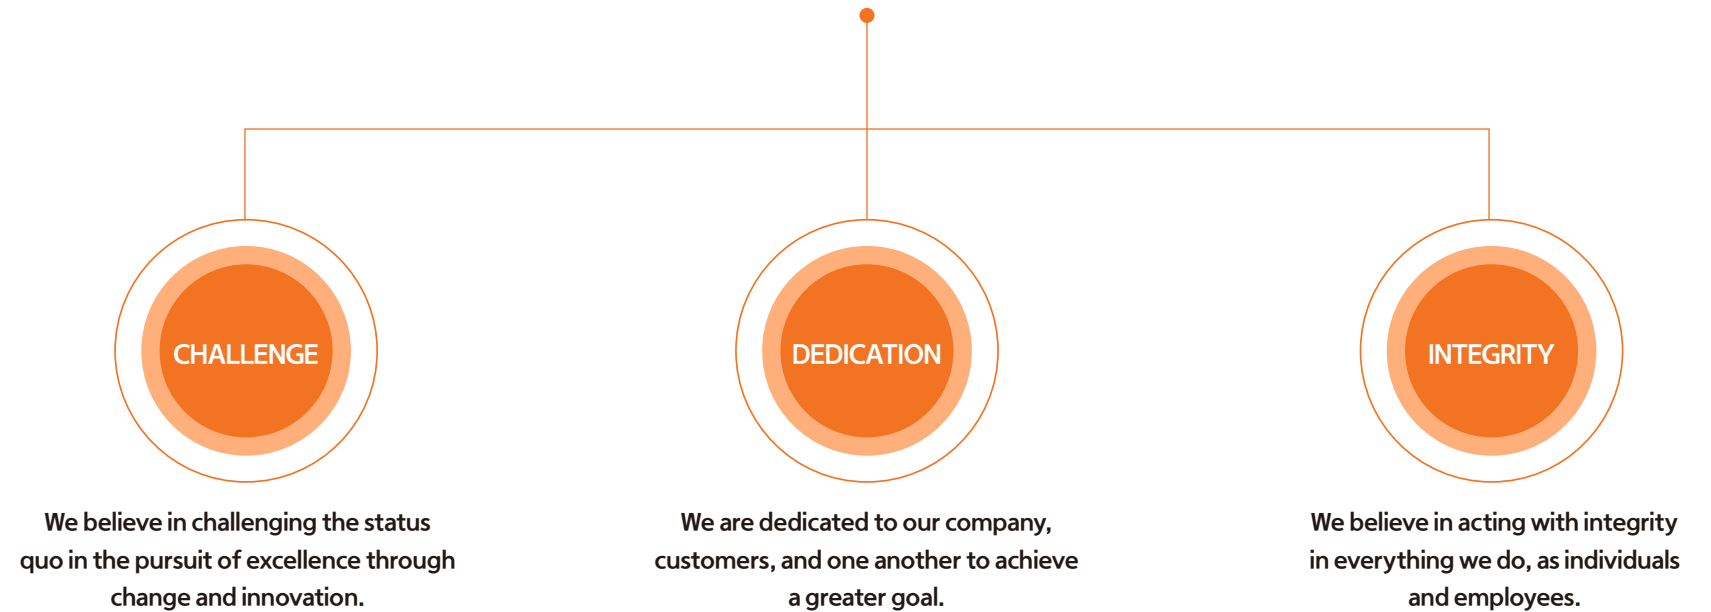 CHALLENGE
We believe in challenging the status
quo in the pursuit of excellence through
change and innovation.
DEDICATION
We are dedicated to our company,
customers, and one another to achieve
a greater goal.
INTEGRITY
We believe in acting with integrity
in everything we do, as individuals
and employees.